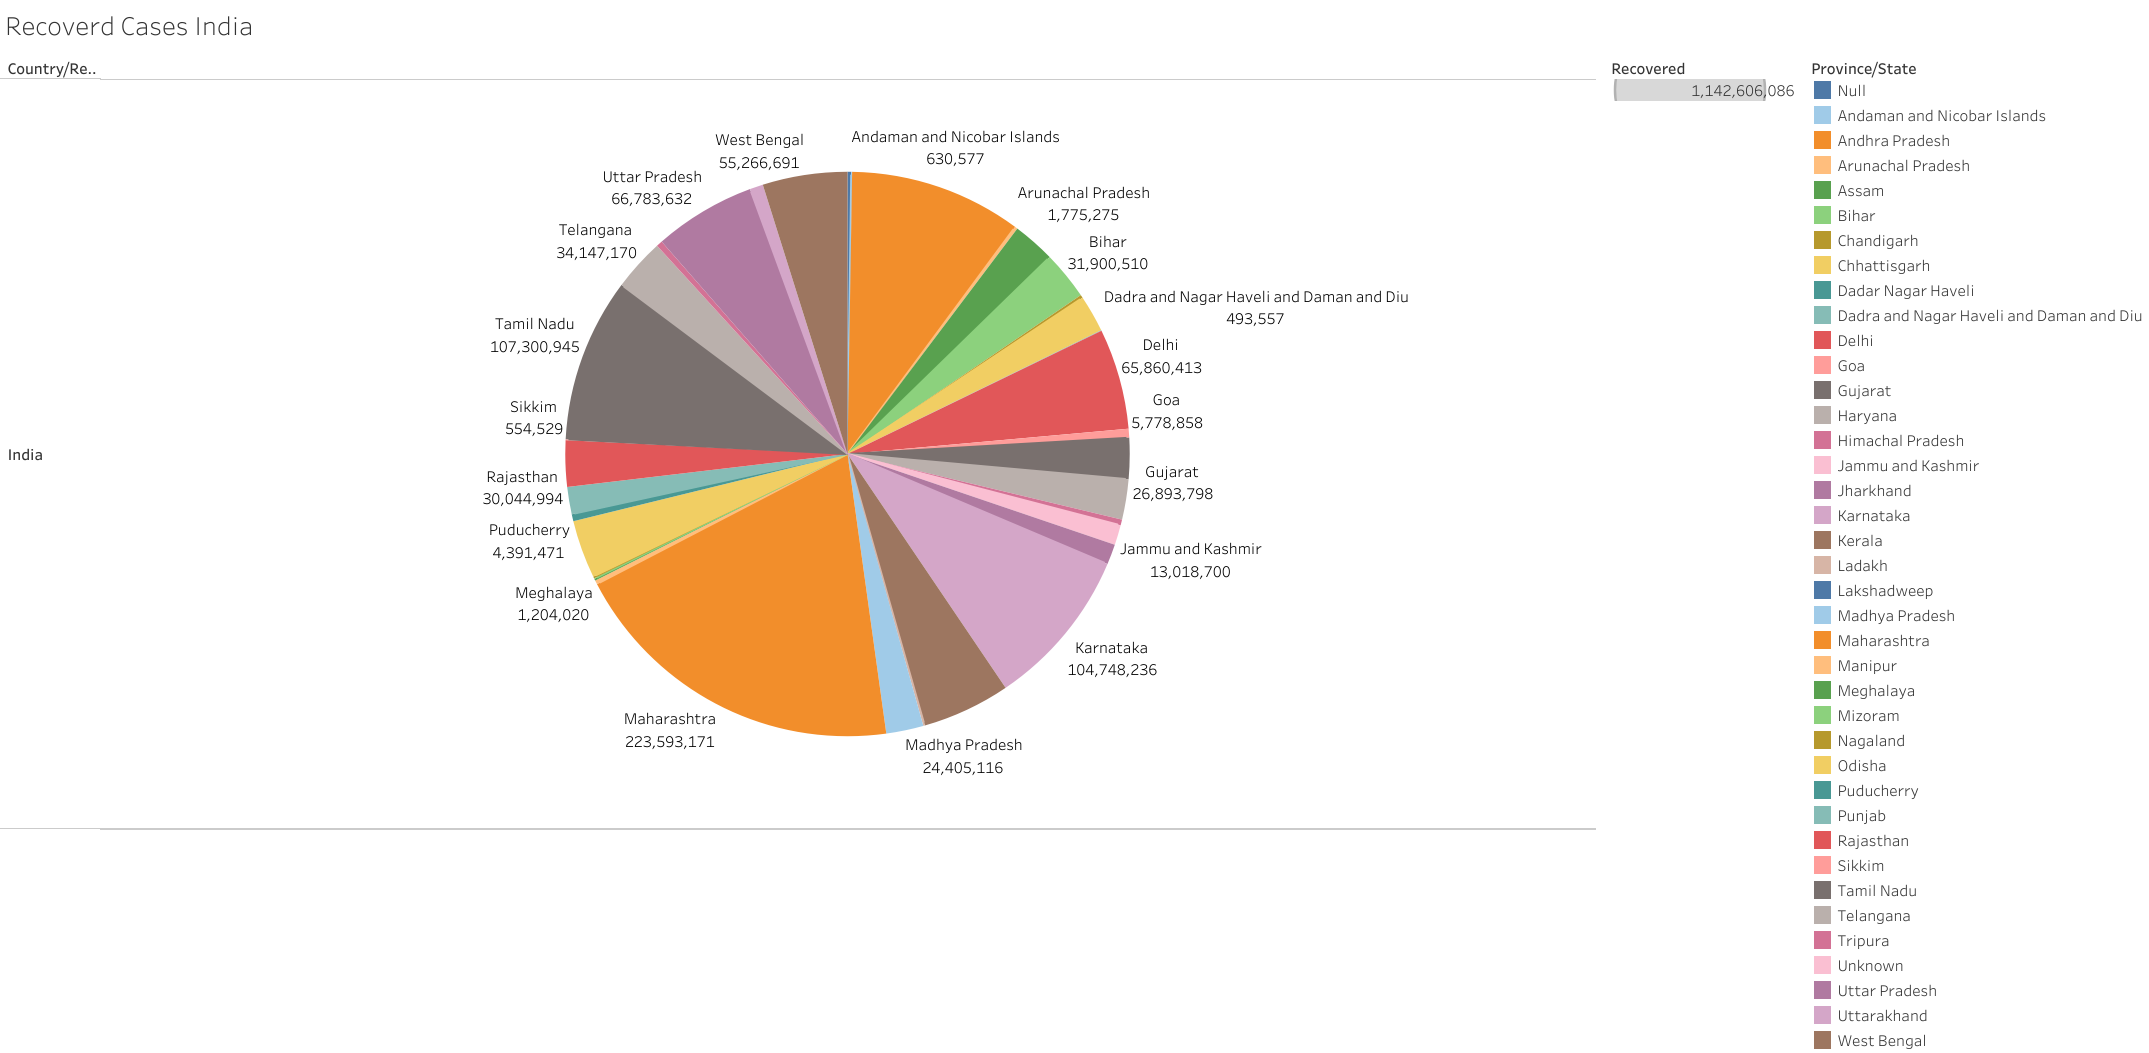 Recoverd Cases India
Country/Re..
India
West Bengal
55,266,691
Andaman and Nicobar Islands
630,577
Uttar Pradesh
66,783,632
Arunachal Pradesh
1,775,275
Telangana
34,147,170
Bihar
31,900,510
Dadra and Nagar Haveli and Daman and Diu
493,557
Tamil Nadu
107,300,945
Delhi
65,860,413
Sikkim
554,529
Goa
5,778,858
Rajasthan
30,044,994
Gujarat
26,893,798
Puducherry
4,391,471
Jammu and Kashmir
13,018,700
Meghalaya
1,204,020
Karnataka
104,748,236
Maharashtra
223,593,171
Madhya Pradesh
24,405,116
Recovered
1,142,606,086
Province/State
Null
Andaman and Nicobar Islands
Andhra Pradesh
Arunachal Pradesh
Assam
Bihar
Chandigarh
Chhattisgarh
Dadar Nagar Haveli
Dadra and Nagar Haveli and Daman and Diu
Delhi
Goa
Gujarat
Haryana
Himachal Pradesh
Jammu and Kashmir
Jharkhand
Karnataka
Kerala
Ladakh
Lakshadweep
Madhya Pradesh
Maharashtra
Manipur
Meghalaya
Mizoram
Nagaland
Odisha
Puducherry
Punjab
Rajasthan
Sikkim
Tamil Nadu
Telangana
Tripura
Unknown
Uttar Pradesh
Uttarakhand
West Bengal